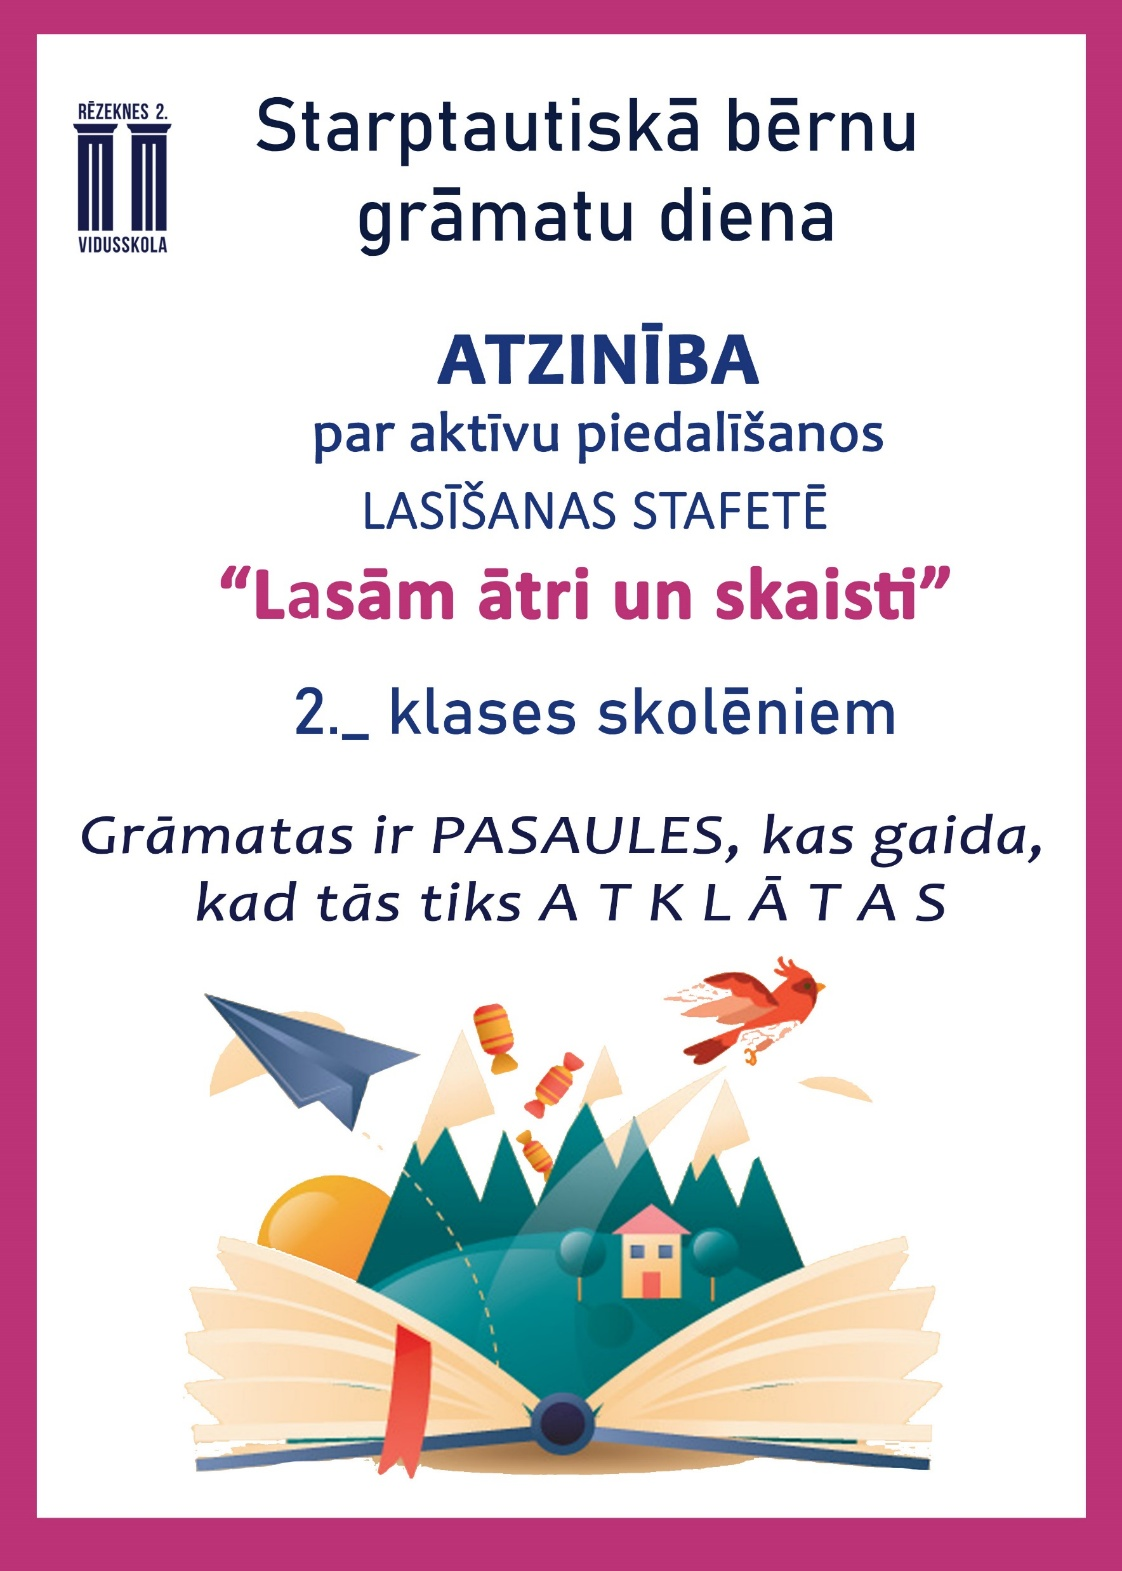 RĒZEKNES 2.
VIDUSSKOLA
Starptautiskā bērnu
grāmatu diena
ATZINĪBA
par aktīvu piedalīšanos
LASĪŠANAS STAFETĒ
“Lasām ātri un skaisti”
2._ klases skolēniem
Grāmatas ir PASAULES, kas gaida,
kad tās tiks A T K L Ā T A S